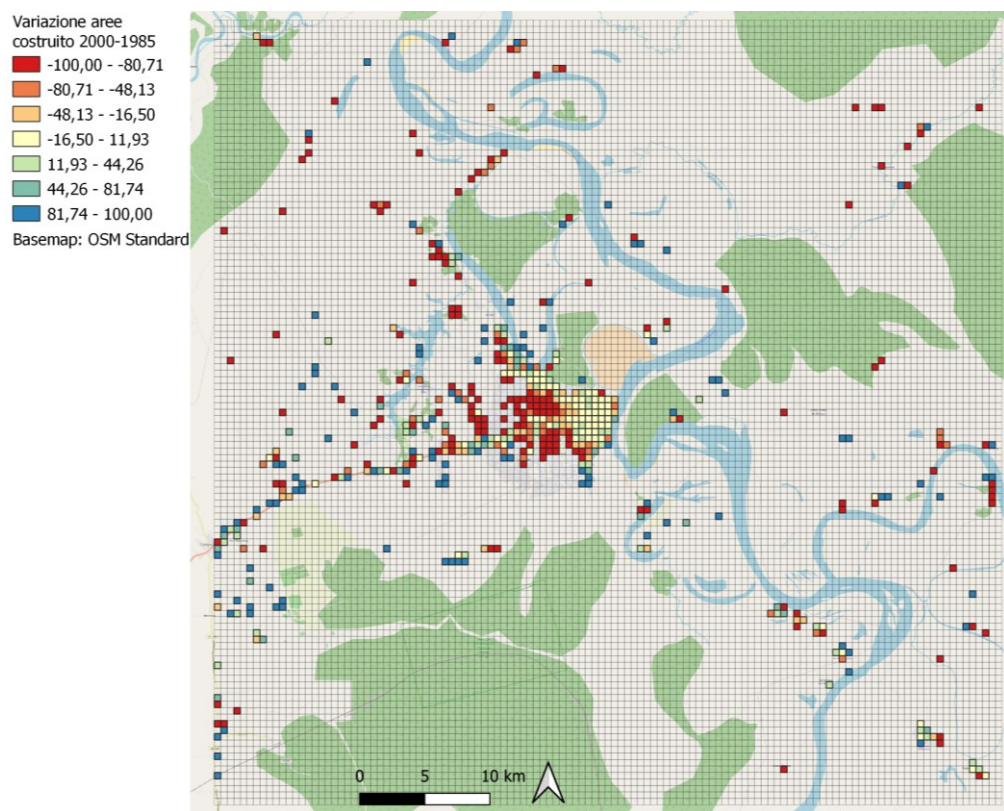 Variazione aree
costruito 2000-1985
-100,00 - -80,71
-80,71 - -48,13
-48,13 - -16,50
-16,50 - 11,93
11,93 - 44,26
44,26 - 81,74
81,74 - 100,00
Basemap: OSM Standard
0 5 10 km